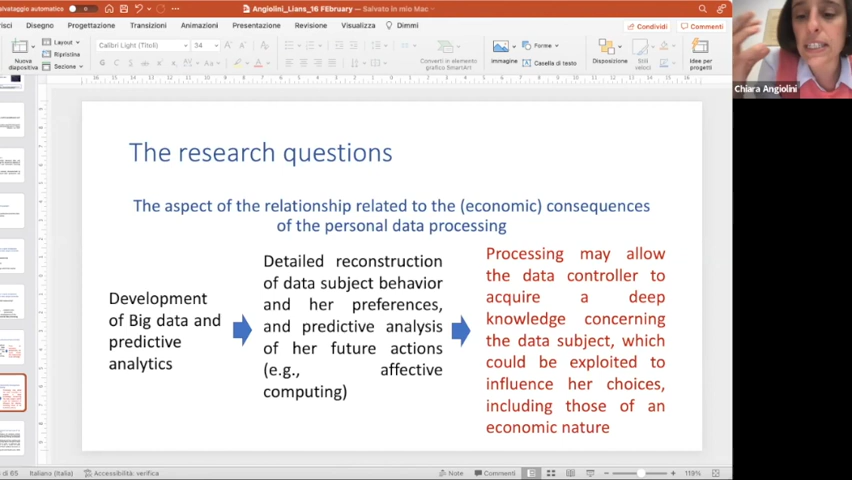 salvataggio automatico
Angiolini_Lians_16 FEbruary — Salvato in mio Mac
Disegno Progettazione Transizioni Animazioni Presentazione Revisione Visualizza Dimmi
Condividi Commenti
Nuova
diapositiva
Layout
Ripristina
Sezione
Calibri Light (Titoli) 34
Converti in elemento
grafico SmartArt
Immagine
Forme
Casella di testo
Disposizione
Stili
veloci
Idee per
progetti
Chiara Angiolini
The research questions
The aspect of the relationship related to the (economic) consequences
of the personal data processing
Development
of Big data and
predictive
analytics
Detailed reconstruction
of data subject behavior
and her preferences,
and predictive analysis
of her future actions
(e.g., affective
computing)
Processing may allow
the data controller to
acquire a deep
knowledge concerning
the data subject, which
could be exploited to
influence her choices,
including those of an
economic nature
di 65 Italiano (Italia) Accessibilità: verifica Note Commenti 119%